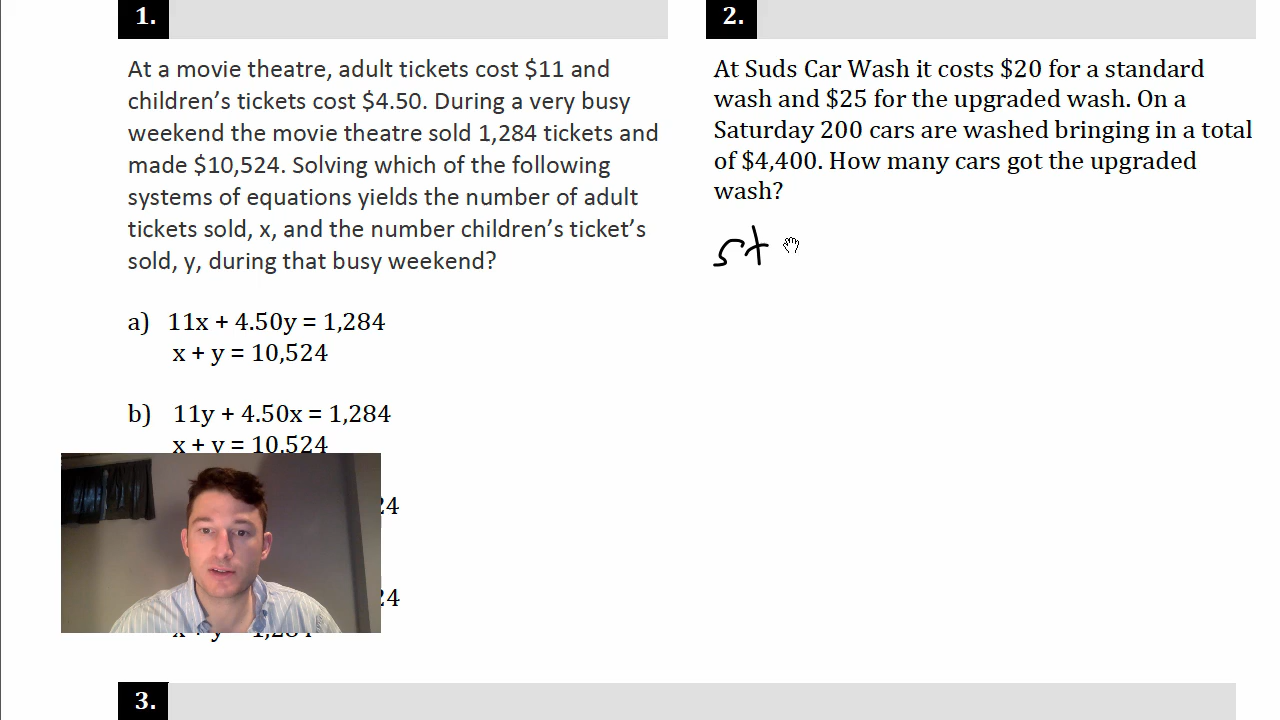 1.
At a movie theatre, adult tickets cost $11 and
children’s tickets cost $4.50. During a very busy
weekend the movie theatre sold 1,284 tickets and
made $10,524. Solving which of the following
systems of equations yields the number of adult
tickets sold, x, and the number children’s ticket’s
sold, y, during that busy weekend?
a) 11x + 4.50y = 1,284
x + y = 10,524
b) 11y + 4.50x = 1,284
x + y = 10,524
24
24
2.
At Suds Car Wash it costs $20 for a standard
wash and $25 for the upgraded wash. On a
Saturday 200 cars are washed bringing in a total
of $4,400. How many cars got the upgraded
wash?
st
3.